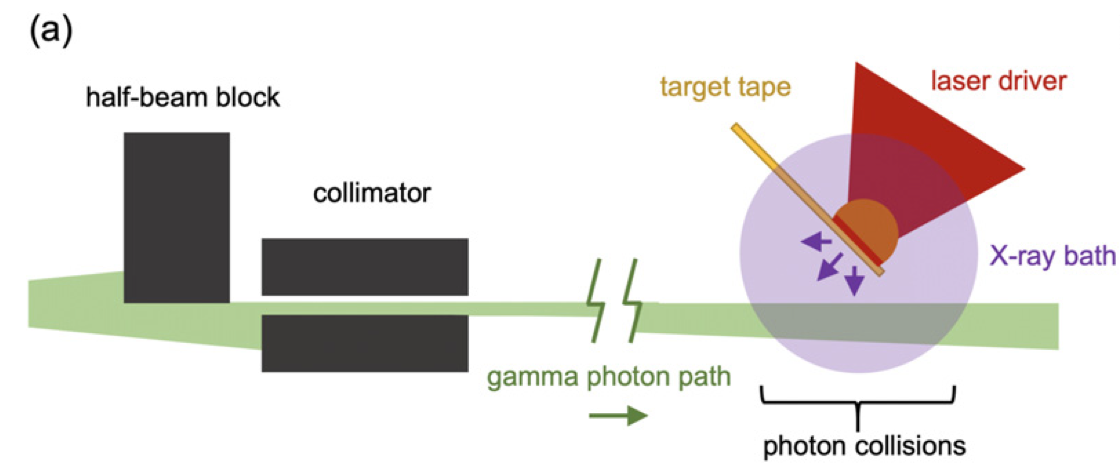 (a)
half-beam block
collimator
target tape
laser driver
X-ray bath
gamma photon path
photon collisions